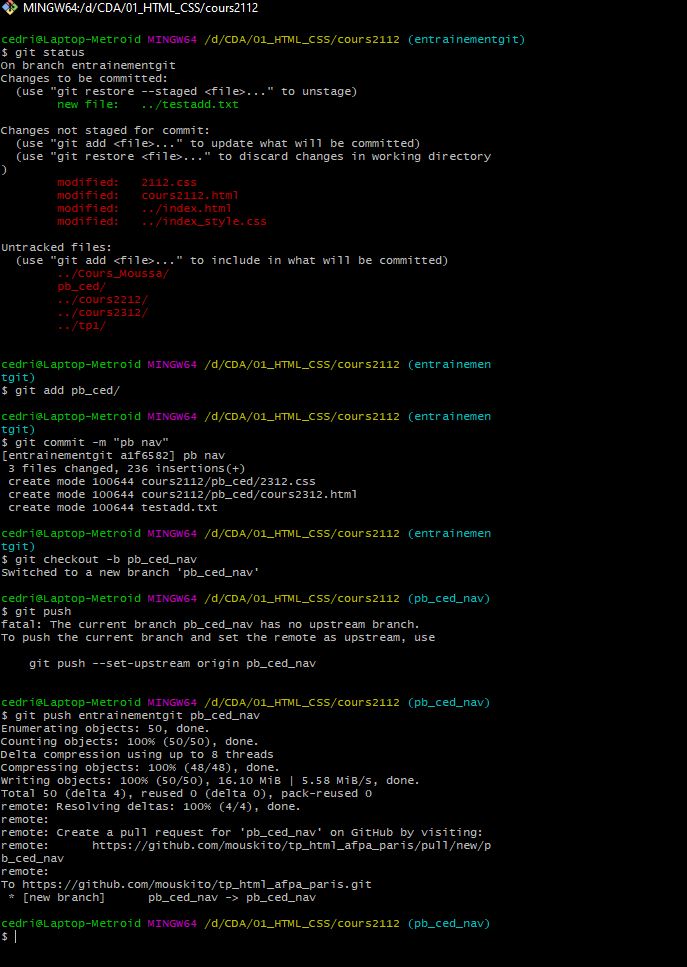 MINGW64:/d/CDA/01_HTML_CSS/cours2112
cedri@Laptop-Metroid MINGW64 /d/CDA/01_HTML_CSS/cours2112 (entrainementgit)
$ git status
On branch entrainementgit
Changes to be committed:
  (use "git restore --staged <file>..." to unstage)
        new file:   ../testadd.txt

Changes not staged for commit:
  (use "git add <file>..." to update what will be committed)
  (use "git restore <file>..." to discard changes in working directory
)
        modified:   2112.css
        modified:   cours2112.html
        modified:   ../index.html
        modified:   ../index_style.css

Untracked files:
  (use "git add <file>..." to include in what will be committed)
        ../Cours_Moussa/
        pb_ced/
        ../cours2212/
        ../cours2312/
        ../tp1/

cedri@Laptop-Metroid MINGW64 /d/CDA/01_HTML_CSS/cours2112 (entrainemen
tgit)
$ git add pb_ced/

cedri@Laptop-Metroid MINGW64 /d/CDA/01_HTML_CSS/cours2112 (entrainemen
tgit)
$ git commit -m "pb nav"
[entrainementgit a1f6582] pb nav
 3 files changed, 236 insertions(+)
 create mode 100644 cours2112/pb_ced/2312.css
 create mode 100644 cours2112/pb_ced/cours2312.html
 create mode 100644 testadd.txt

cedri@Laptop-Metroid MINGW64 /d/CDA/01_HTML_CSS/cours2112 (entrainemen
tgit)
$ git checkout -b pb_ced_nav
Switched to a new branch 'pb_ced_nav'

cedri@Laptop-Metroid MINGW64 /d/CDA/01_HTML_CSS/cours2112 (pb_ced_nav)
$ git push
fatal: The current branch pb_ced_nav has no upstream branch.
To push the current branch and set the remote as upstream, use

    git push --set-upstream origin pb_ced_nav

cedri@Laptop-Metroid MINGW64 /d/CDA/01_HTML_CSS/cours2112 (pb_ced_nav)
$ git push entrainementgit pb_ced_nav
Enumerating objects: 50, done.
Counting objects: 100% (50/50), done.
Delta compression using up to 8 threads
Compressing objects: 100% (48/48), done.
Writing objects: 100% (50/50), 16.10 MiB | 5.58 MiB/s, done.
Total 50 (delta 4), reused 0 (delta 0), pack-reused 0
remote: Resolving deltas: 100% (4/4), done.
remote:
remote: Create a pull request for 'pb_ced_nav' on GitHub by visiting:
remote:      https://github.com/mouskito/tp_html_afpa_paris/pull/new/p
b_ced_nav
remote:
To https://github.com/mouskito/tp_html_afpa_paris.git
 * [new branch]      pb_ced_nav -> pb_ced_nav

cedri@Laptop-Metroid MINGW64 /d/CDA/01_HTML_CSS/cours2112 (pb_ced_nav)
$